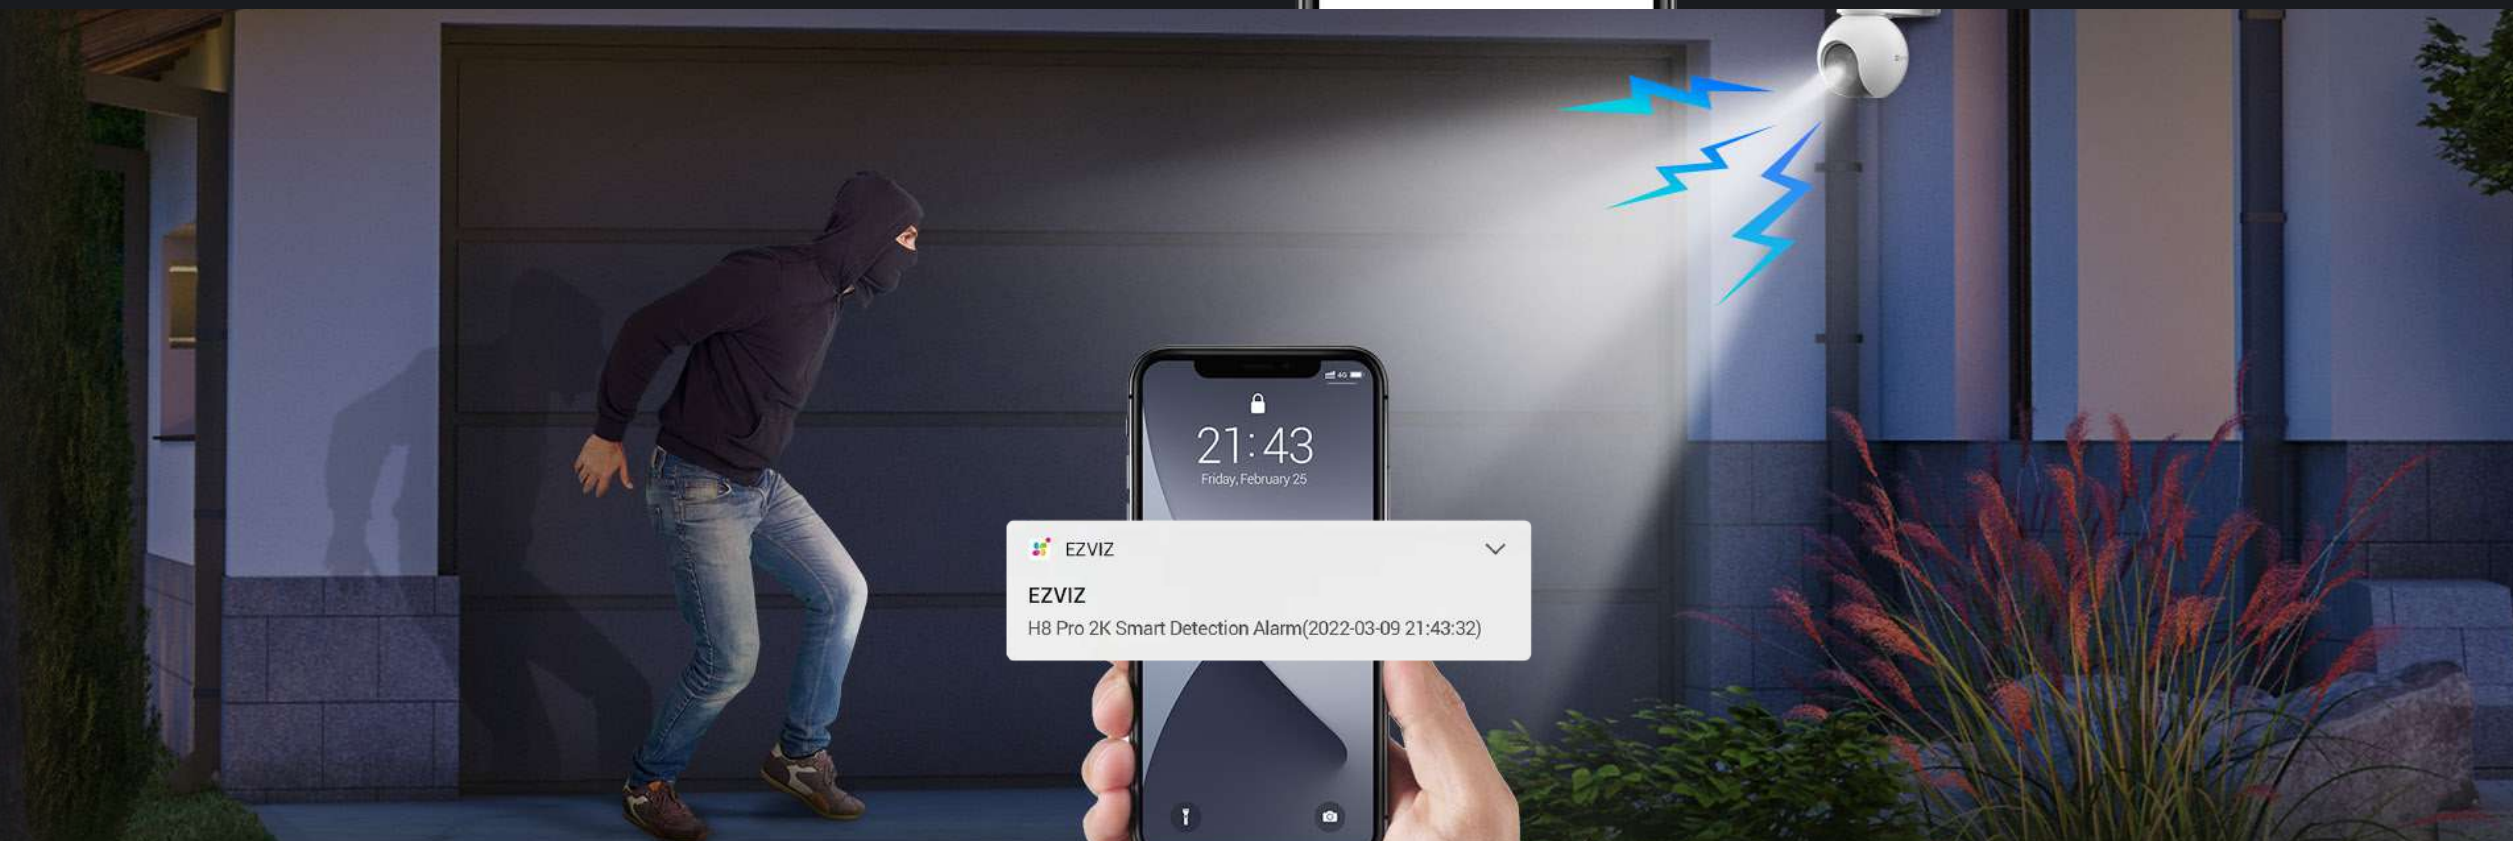 4G
21:43
Friday, February 25
EZVIZ
EZVIZ
H8 Pro 2K Smart Detection Alarm(2022-03-09 21:43:32)